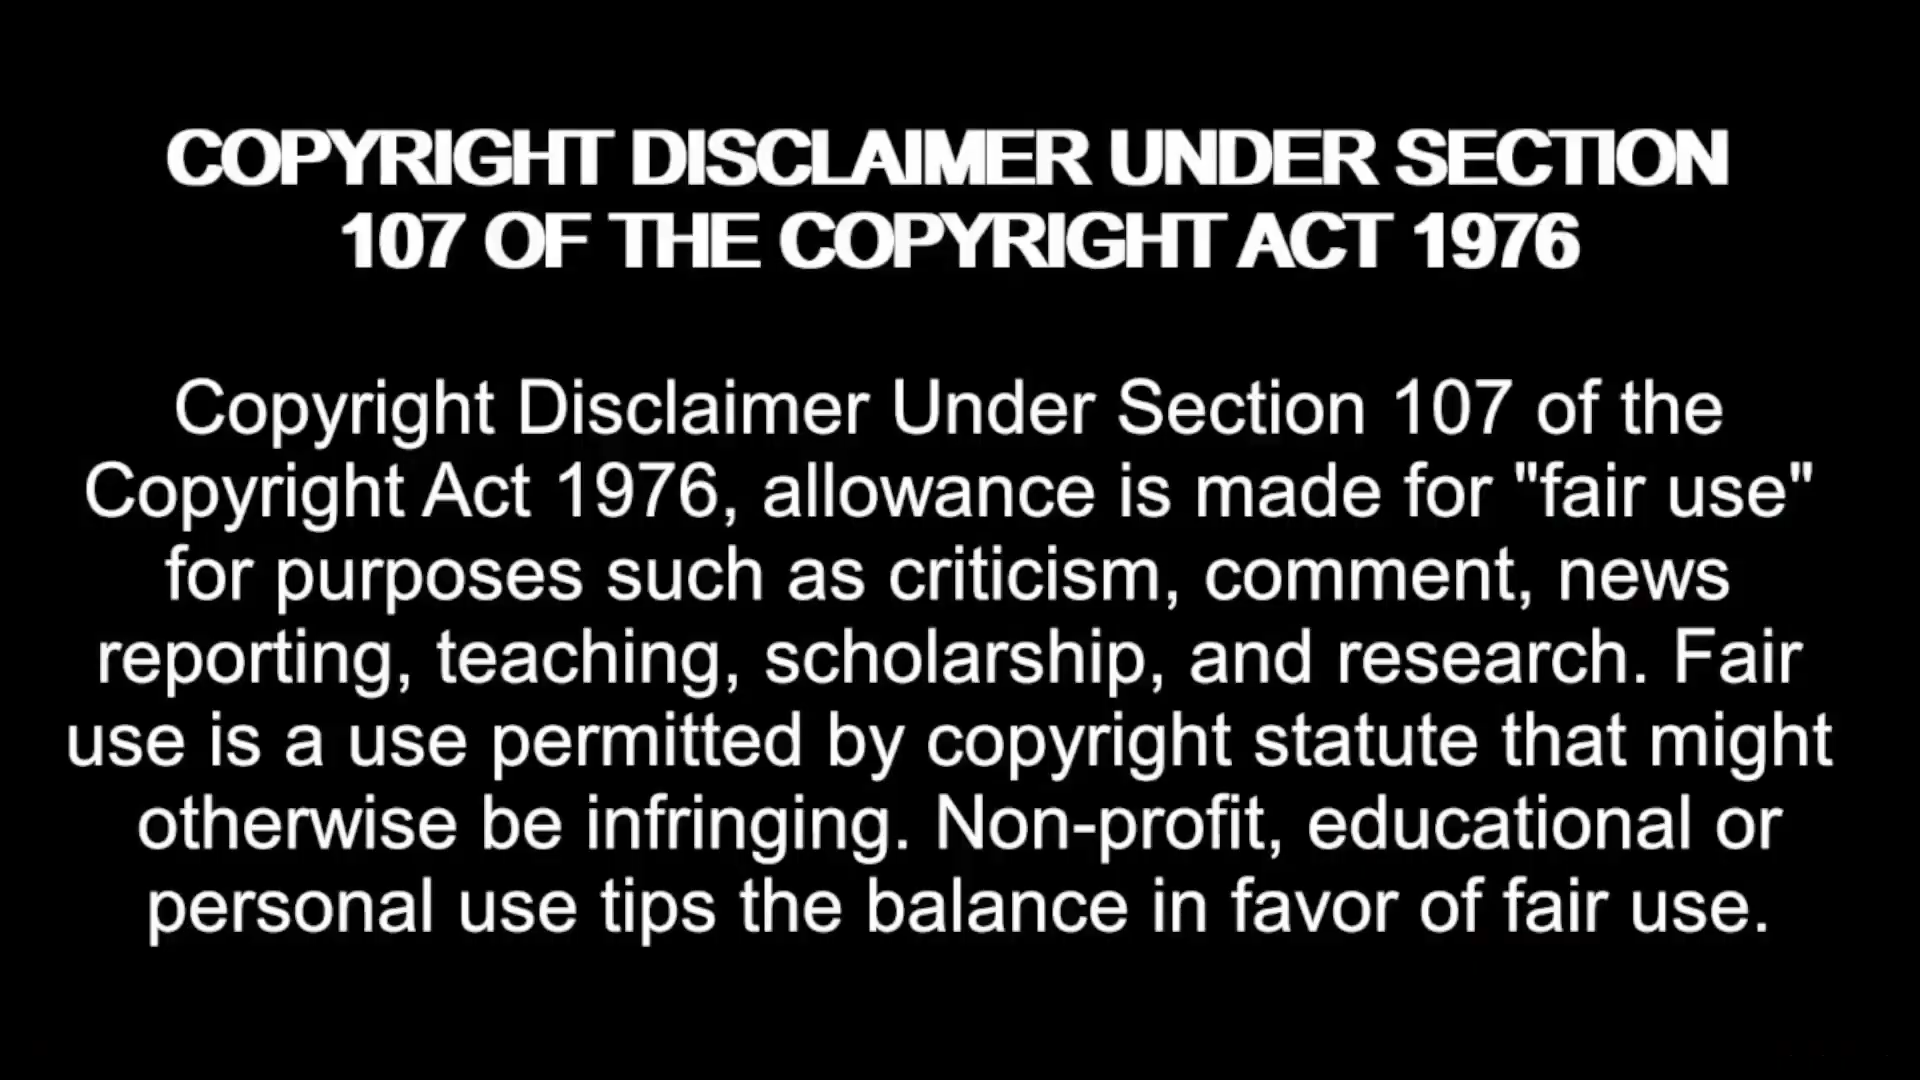 COPYRIGHT DISCLAIMER UNDER SECTION
107 OF THE COPYRIGHT ACT 1976
Copyright Disclaimer Under Section 107 of the
Copyright Act 1976, allowance is made for "fair use"
for purposes such as criticism, comment, news
reporting, teaching, scholarship, and research. Fair
use is a use permitted by copyright statute that might
otherwise be infringing. Non-profit, educational or
personal use tips the balance in favor of fair use.